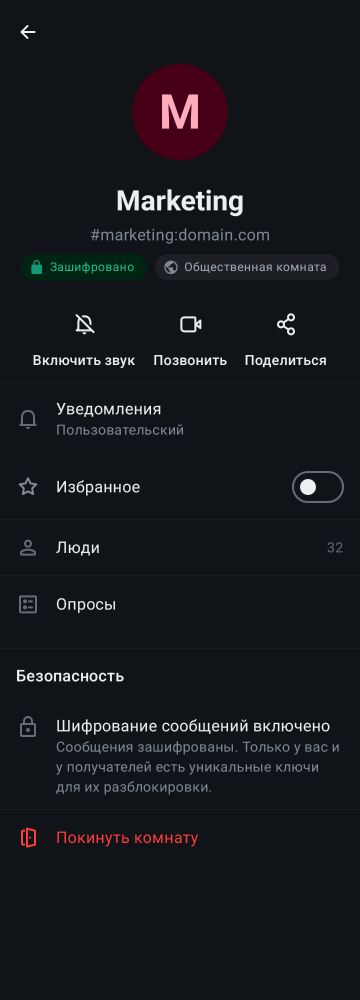 M
Marketing
#marketing:domain.com
Зашифровано
Общественная комната
Включить звук
Позвонить
Поделиться
Уведомления
Пользовательский
Избранное
Люди
32
Опросы
Безопасность
Шифрование сообщений включено
Сообщения зашифрованы. Только у вас и
у получателей есть уникальные ключи
для их разблокировки.
Покинуть комнату